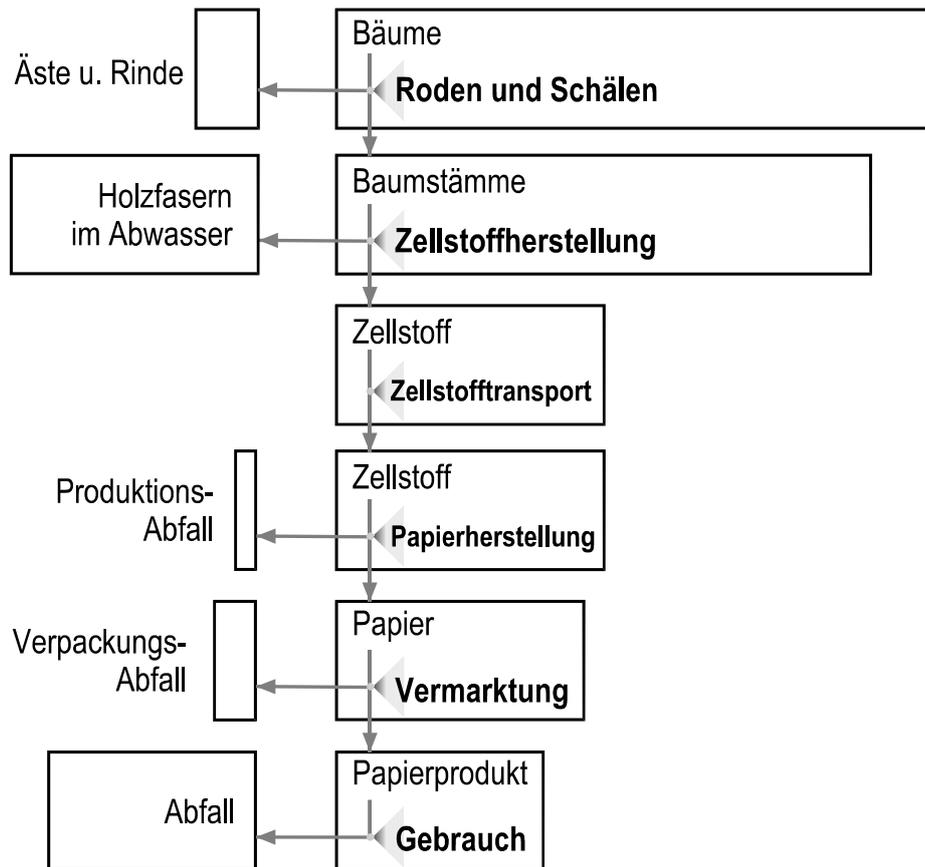 Bäume
Äste u. Rinde
Roden und Schälen
Baumstämme
Holzfasern
im Abwasser
Zellstoffherstellung
Zellstoff
Zellstofftransport
Zellstoff
Produktions-
Abfall
Papierherstellung
Papier
Verpackungs-
Abfall
Vermarktung
Papierprodukt
Abfall
Gebrauch